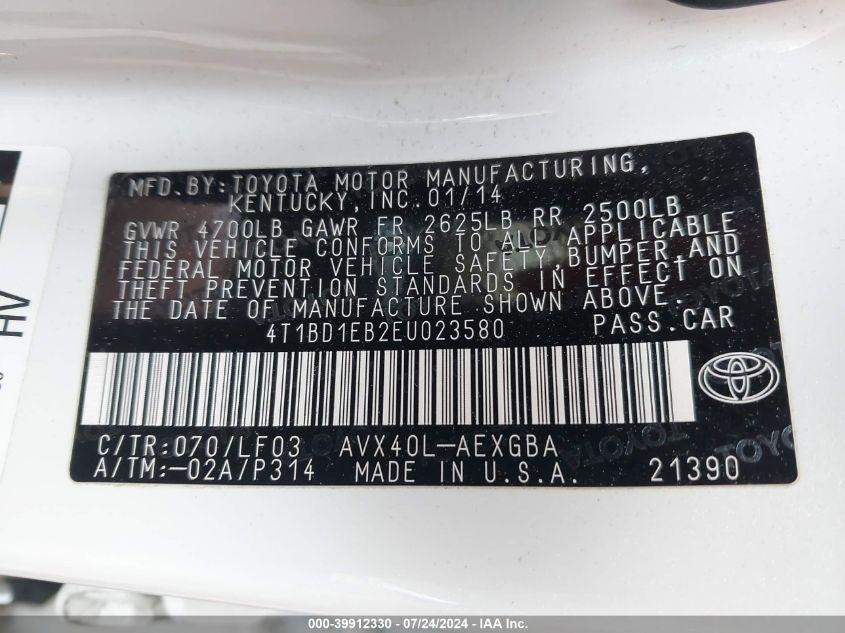 MFD.BY:TOYOTA MOTOR MANUFACTURING,
KENTUCKY, INC.01/14
GVWR 4700LB GAWR FR 2625LB RR 2500LB
THIS VEHICLE CONFORMS TO ALL APPLICABLE
FEDERAL MOTOR VEHICLE SAFETY,BUMPER,AND
THEFT PREVENTION STANDARDS IN EFFECT ON
THE DATE OF MANUFACTURE SHOWN ABOVE.
4T1BD1EB2EU023580 PASS.CAR
C/TR:070/LF03 AVX40L-AEXGBA
A/TM:-02A/P314 MADE IN U.S.A. 21390
HV
000-39912330 - 07/24/2024 - IAAI - Copart, Inc.